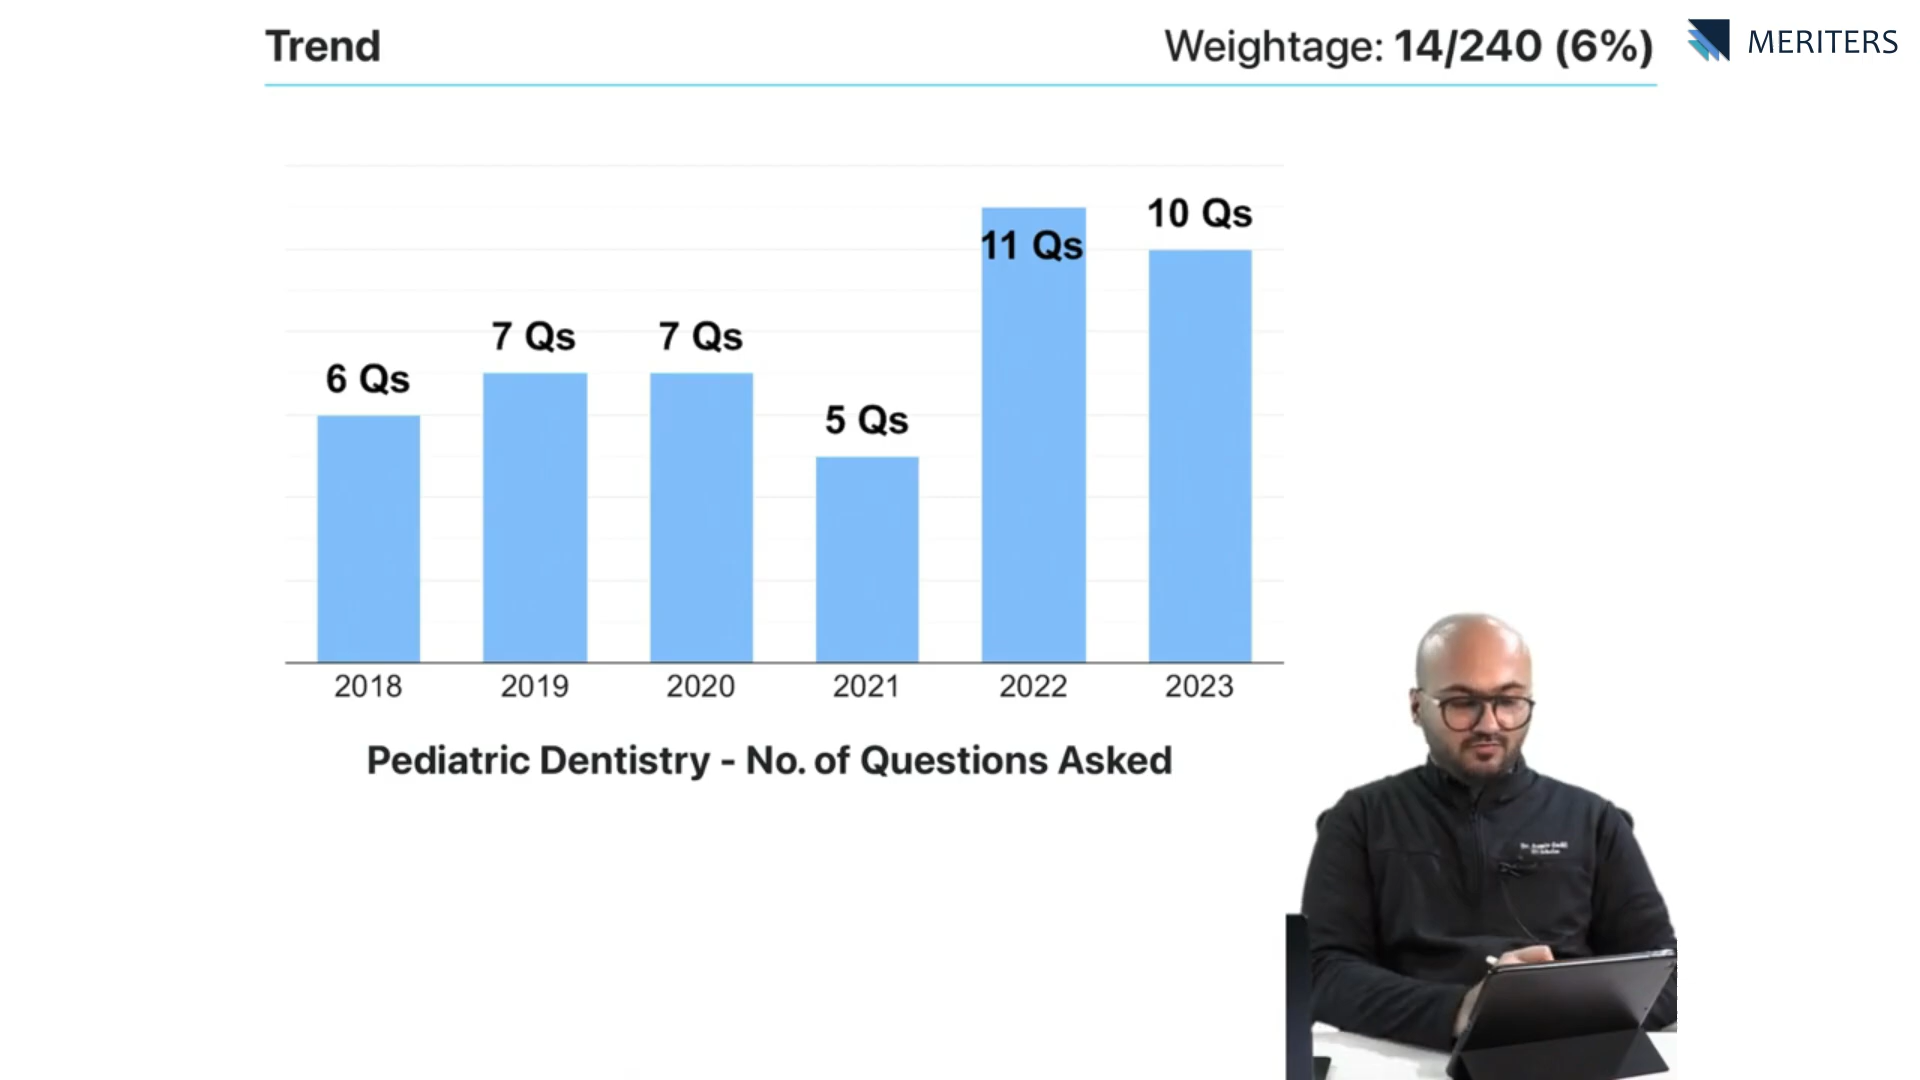 Trend
Weightage: 14/240 (6%)
MERITERS
6 Qs
7 Qs
7 Qs
5 Qs
11 Qs
10 Qs
2018
2019
2020
2021
2022
2023
Pediatric Dentistry - No. of Questions Asked